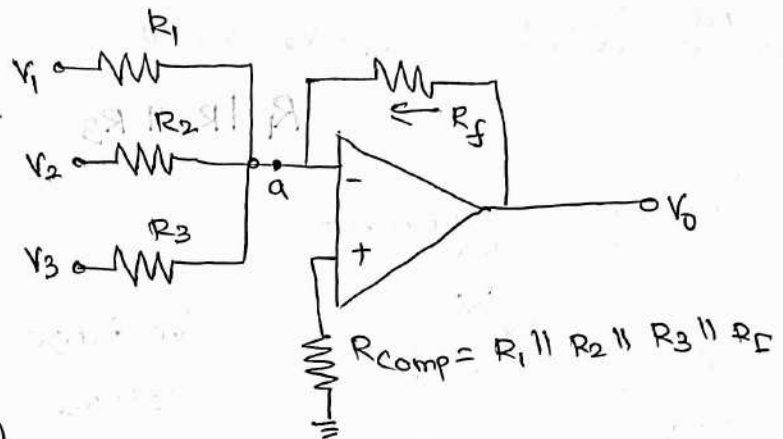 R1
V1
R2
V2
a
R3
V3
Rf
-
+
V0
Rcomp = R1 || R2 || R3 || Rf